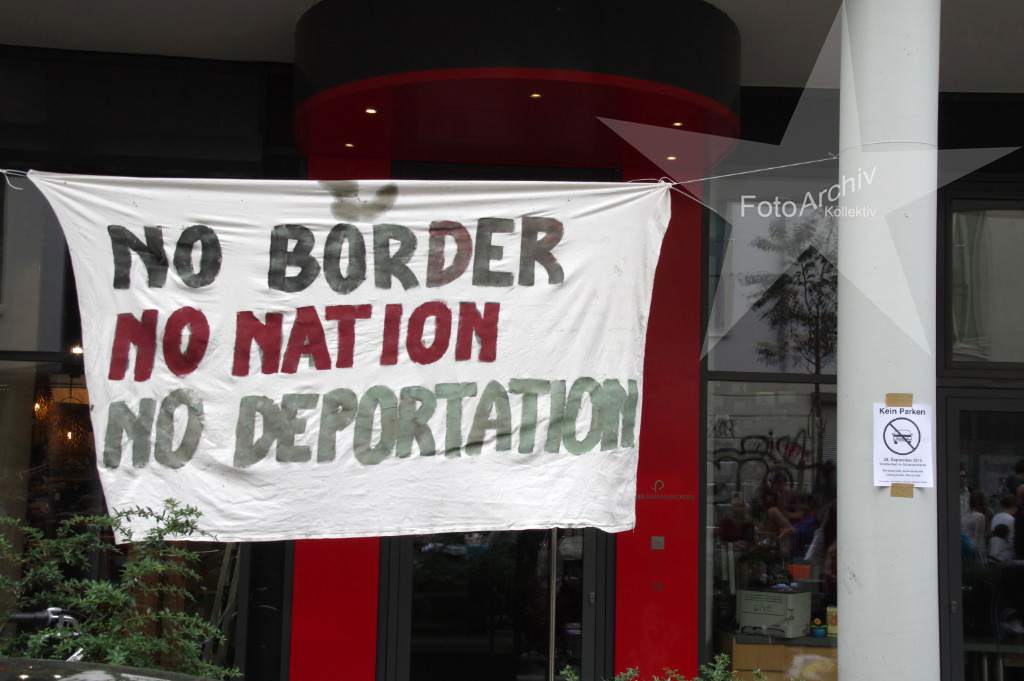 NO BORDER
NO NATION
NO DEPORTATION
FotoArchiv
Kollektiv
Kein Parken